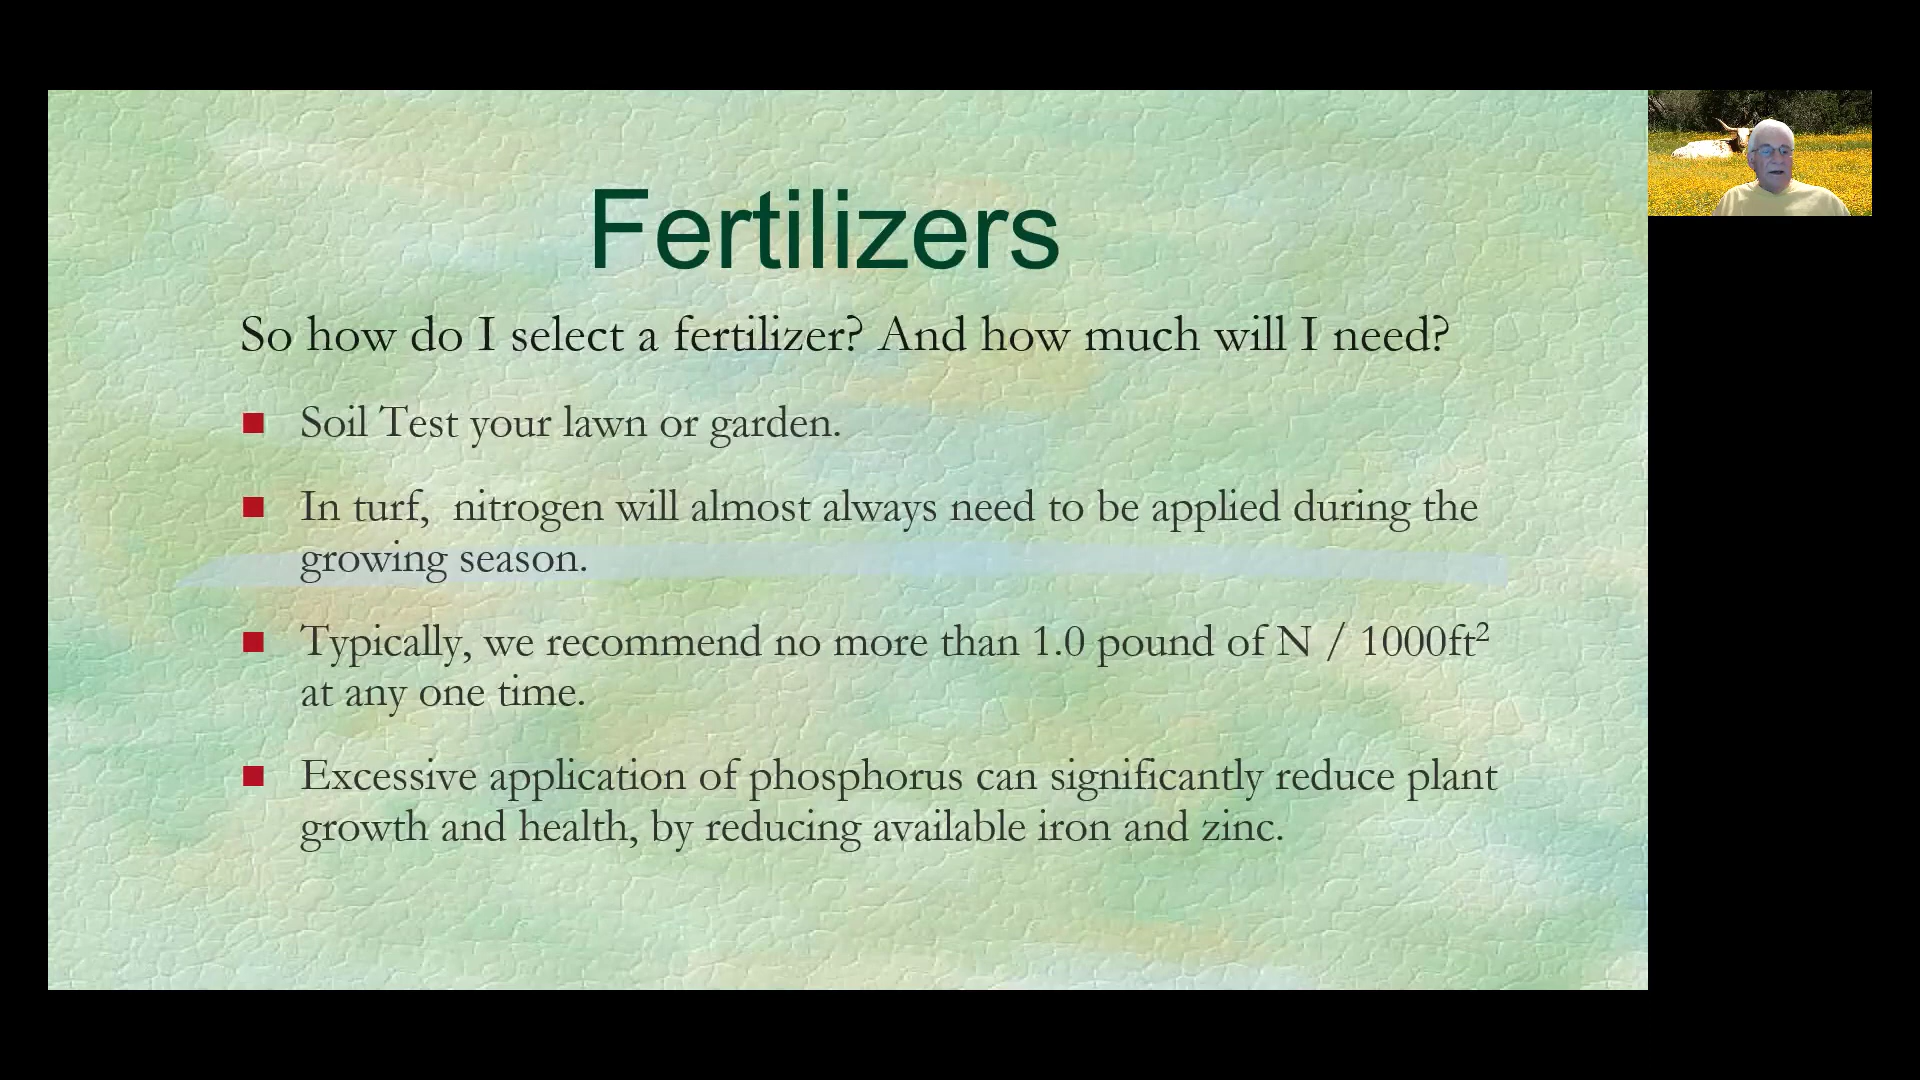 Fertilizers
So how do I select a fertilizer? And how much will I need?
Soil Test your lawn or garden.
In turf, nitrogen will almost always need to be applied during the
growing season.
Typically, we recommend no more than 1.0 pound of N / 1000ft²
at any one time.
Excessive application of phosphorus can significantly reduce plant
growth and health, by reducing available iron and zinc.